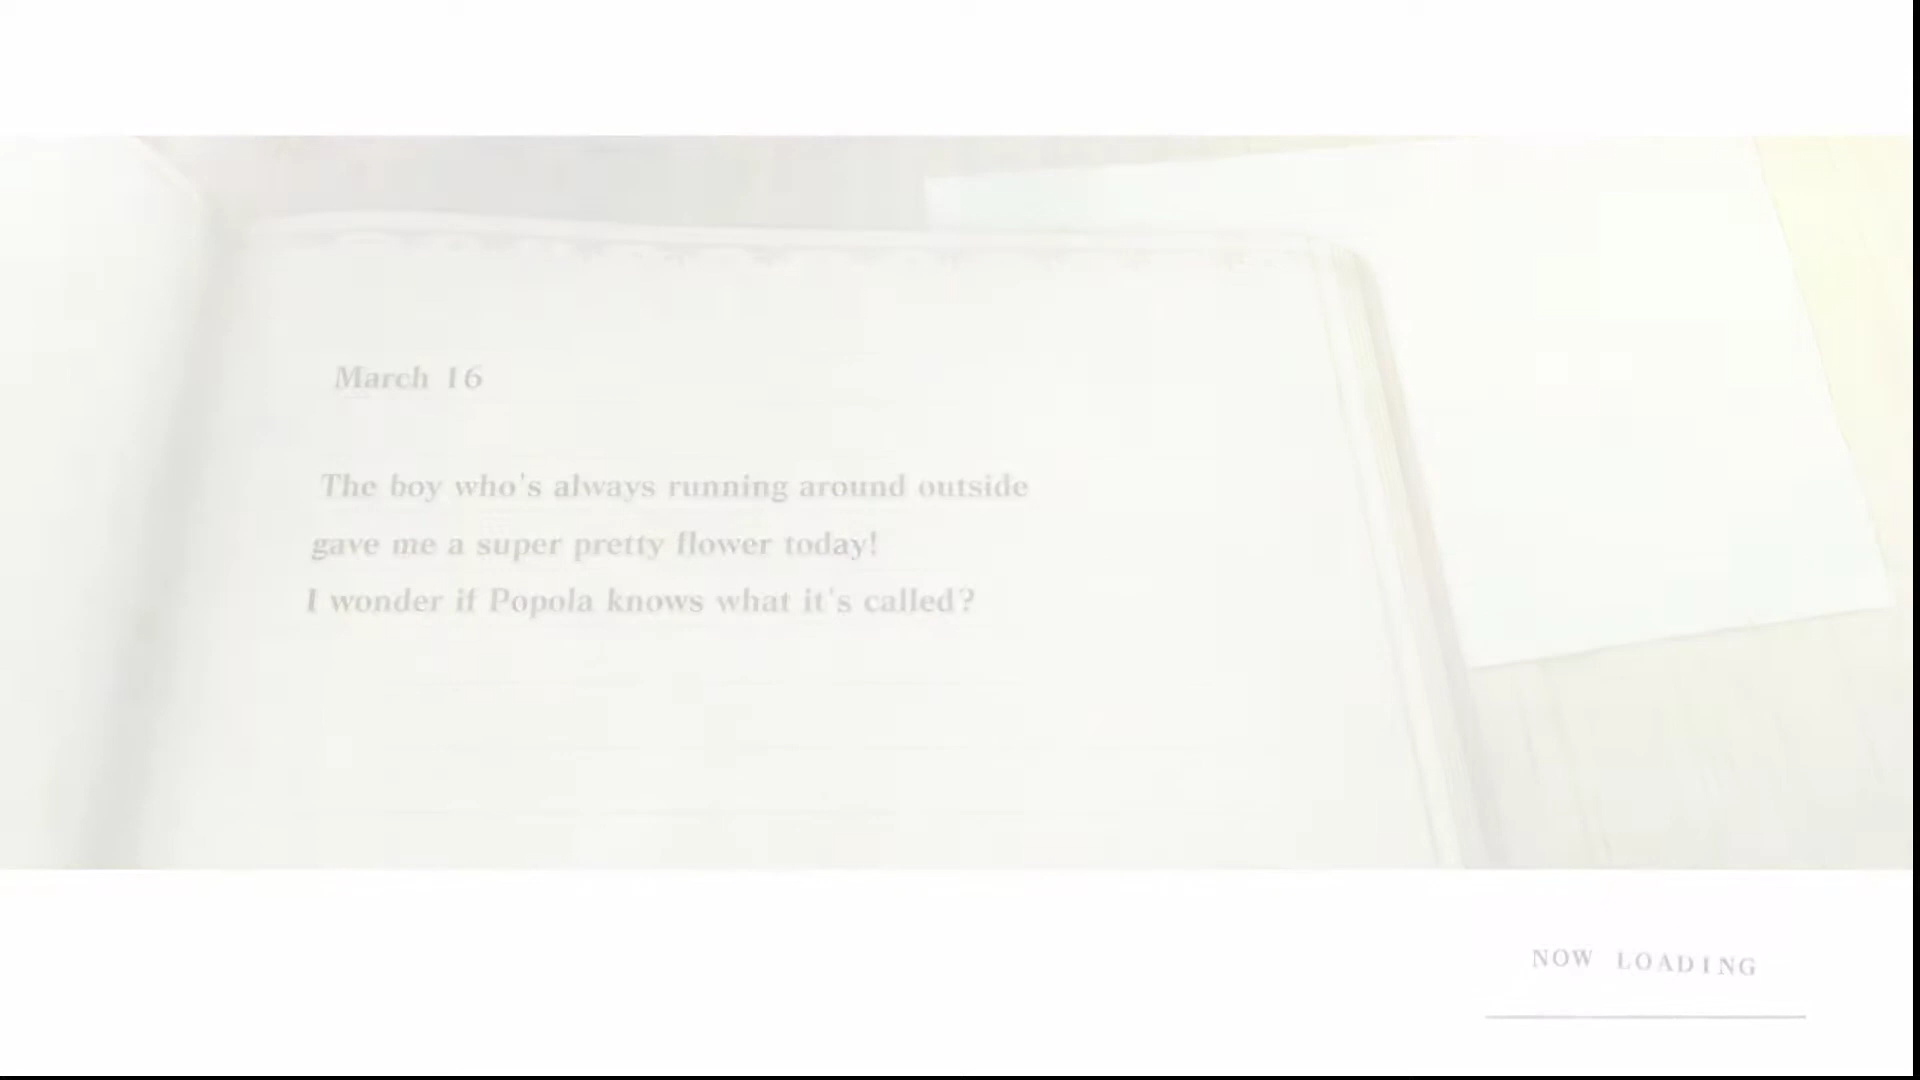 March 16
The boy who's always running around outside
gave me a super pretty flower today!
I wonder if Popola knows what it's called?
NOW LOADING